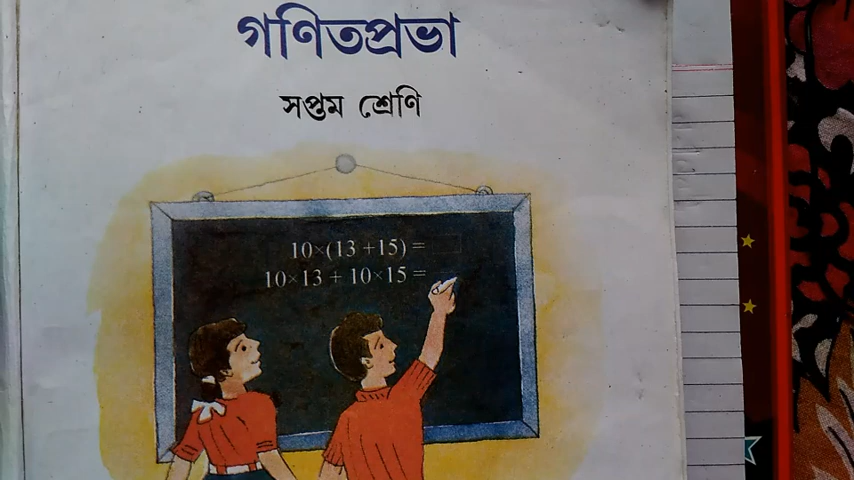 গণিতপ্রভা
সপ্তম শ্রেণি
10×(13+15) =
10×13 + 10×15 =